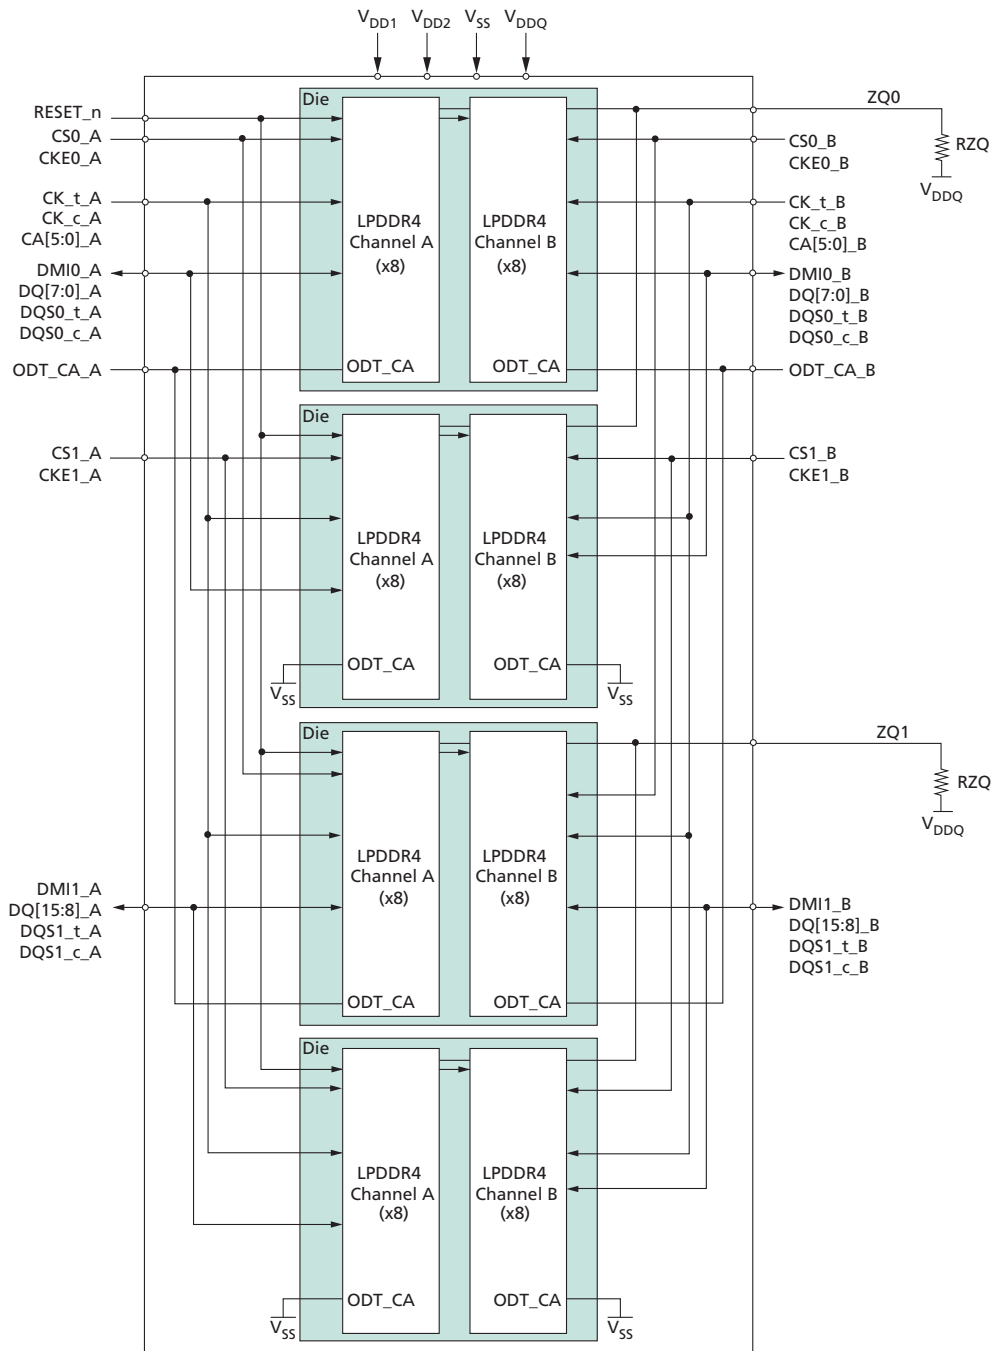 VDD1 VDD2 VSS VDDQ
Die
RESET_n
CS0_A
CKE0_A
CK_t_A
CK_c_A
CA[5:0]_A
DMI0_A
DQ[7:0]_A
DQS0_t_A
DQS0_c_A
ODT_CA_A
LPDDR4
Channel A
(x8)
ODT_CA
LPDDR4
Channel B
(x8)
ODT_CA
ZQ0
RZQ
VDDQ
CS0_B
CKE0_B
CK_t_B
CK_c_B
CA[5:0]_B
DMI0_B
DQ[7:0]_B
DQS0_t_B
DQS0_c_B
ODT_CA_B
Die
CS1_A
CKE1_A
LPDDR4
Channel A
(x8)
ODT_CA
VSS
LPDDR4
Channel B
(x8)
ODT_CA
VSS
CS1_B
CKE1_B
Die
LPDDR4
Channel A
(x8)
ODT_CA
LPDDR4
Channel B
(x8)
ODT_CA
ZQ1
RZQ
VDDQ
DMI1_A
DQ[15:8]_A
DQS1_t_A
DQS1_c_A
DMI1_B
DQ[15:8]_B
DQS1_t_B
DQS1_c_B
Die
LPDDR4
Channel A
(x8)
ODT_CA
VSS
LPDDR4
Channel B
(x8)
ODT_CA
VSS